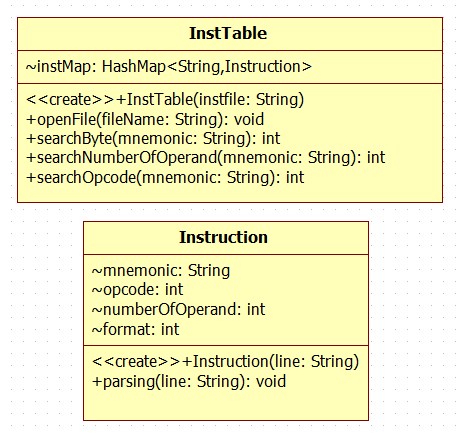 InstTable
~instMap: HashMap<String,Instruction>
<<create>>+InstTable(instfile: String)
+openFile(fileName: String): void
+searchByte(mnemonic: String): int
+searchNumberOfOperand(mnemonic: String): int
+searchOpcode(mnemonic: String): int
Instruction
~mnemonic: String
~opcode: int
~numberOfOperand: int
~format: int
<<create>>+Instruction(line: String)
+parsing(line: String): void